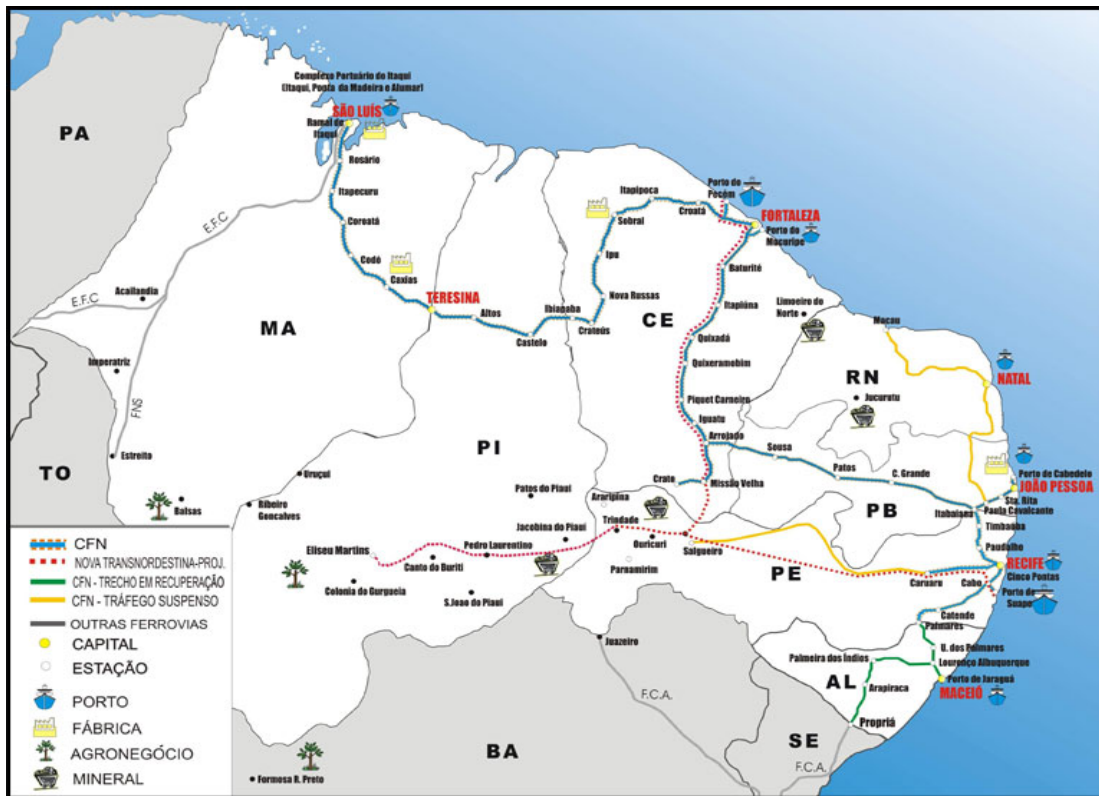 Complexo Portuário do Itaqui
(Itaqui, Ponta da Madeira e Alumar)
SÃO LUÍS
Ramal de
Itaqui
PA
Rosário
Itapecuru
Coroatá
Codó
Caxias
E.F.C
E.F.C
Acailandia
MA
TERESINA
Altos
Castelo
Ibiapaba
Crateús
Nova Russas
Ipu
Sobral
Itapipoca
Croatá
Porto do
Pecém
FORTALEZA
Porto do
Mucuripe
Baturité
Itapiúna
CE
Quixadá
Quixeramobim
Piquet Carneiro
Iguatu
Arrojado
Limoeiro do
Norte
Macau
RN
Jucurutu
NATAL
Imperatriz
FNS
Estreito
TO
Balsas
Uruçuí
Ribeiro
Goncalves
PI
Patos do Piauí
Crato
Missão Velha
Sousa
Patos
C. Grande
PB
Itabaiana
Porto de Cabedelo
JOÃO PESSOA
Sta. Rita
Paula Cavalcante
Timbaúba
Paudalho
Araripina
Trindade
Jacobina do Piauí
Pedro Laurentino
Eliseu Martins
Canto do Buriti
Colonia do Gurgueia
S.Joao do Piauí
Ouricuri
Salgueiro
Parnamirim
PE
RECIFE
Cinco Pontas
Caruaru
Cabo
Porto de
Suape
Catende
Palmares
U. dos Palmares
Lourenço Albuquerque
Palmeira dos Índios
Porto de Jaraguá
MACEIÓ
AL
Arapiraca
Propriá
Juazeiro
F.C.A.
BA
SE
F.C.A.
Formosa R. Preto
CFN
NOVA TRANSNORDESTINA-PROJ.
CFN - TRECHO EM RECUPERAÇÃO
CFN - TRÁFEGO SUSPENSO
OUTRAS FERROVIAS
CAPITAL
ESTAÇÃO
PORTO
FÁBRICA
AGRONEGÓCIO
MINERAL